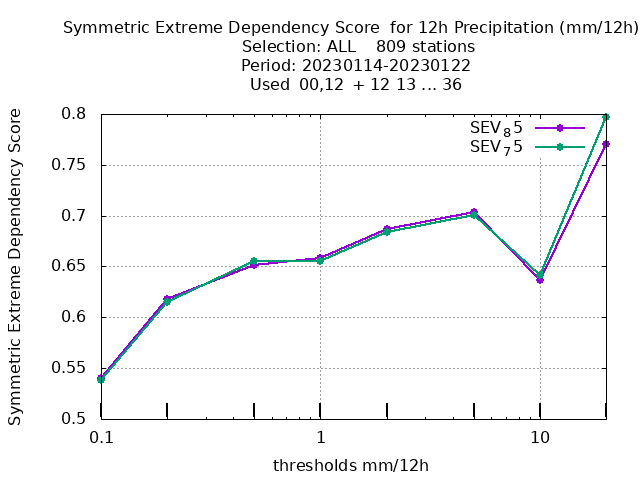 Symmetric Extreme Dependency Score  for 12h Precipitation (mm/12h)
Selection: ALL    809 stations
Period: 20230114-20230122
Used  00,12  + 12 13 ... 36
Symmetric Extreme Dependency Score
0.8
0.75
0.7
0.65
0.6
0.55
0.5
SEV₈5
SEV₇5
0.1 1 10
thresholds mm/12h